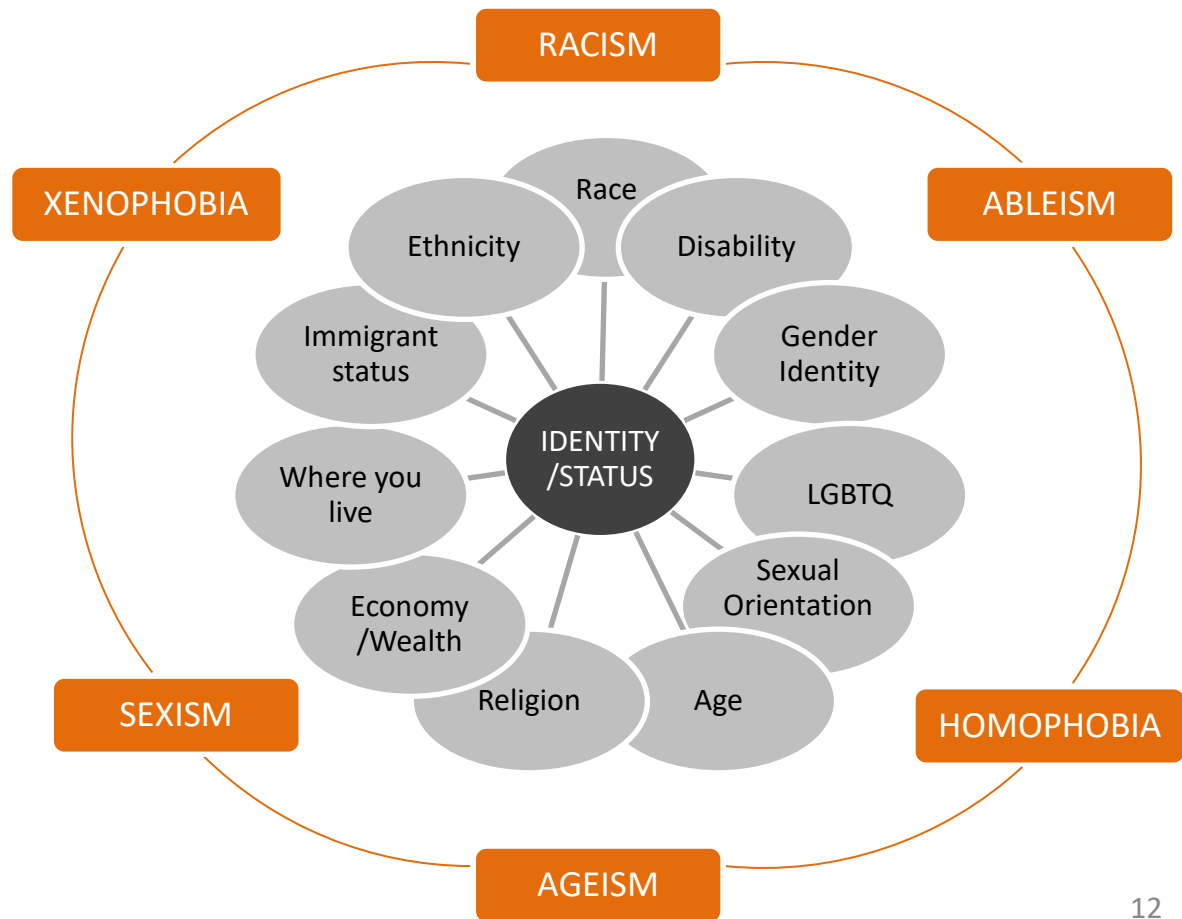 RACISM
XENOPHOBIA
ABLEISM
Race
Ethnicity
Disability
Immigrant
status
Gender
Identity
IDENTITY
/STATUS
Where you
live
LGBTQ
Sexual
Orientation
Economy
/Wealth
Religion
Age
SEXISM
HOMOPHOBIA
AGEISM
12